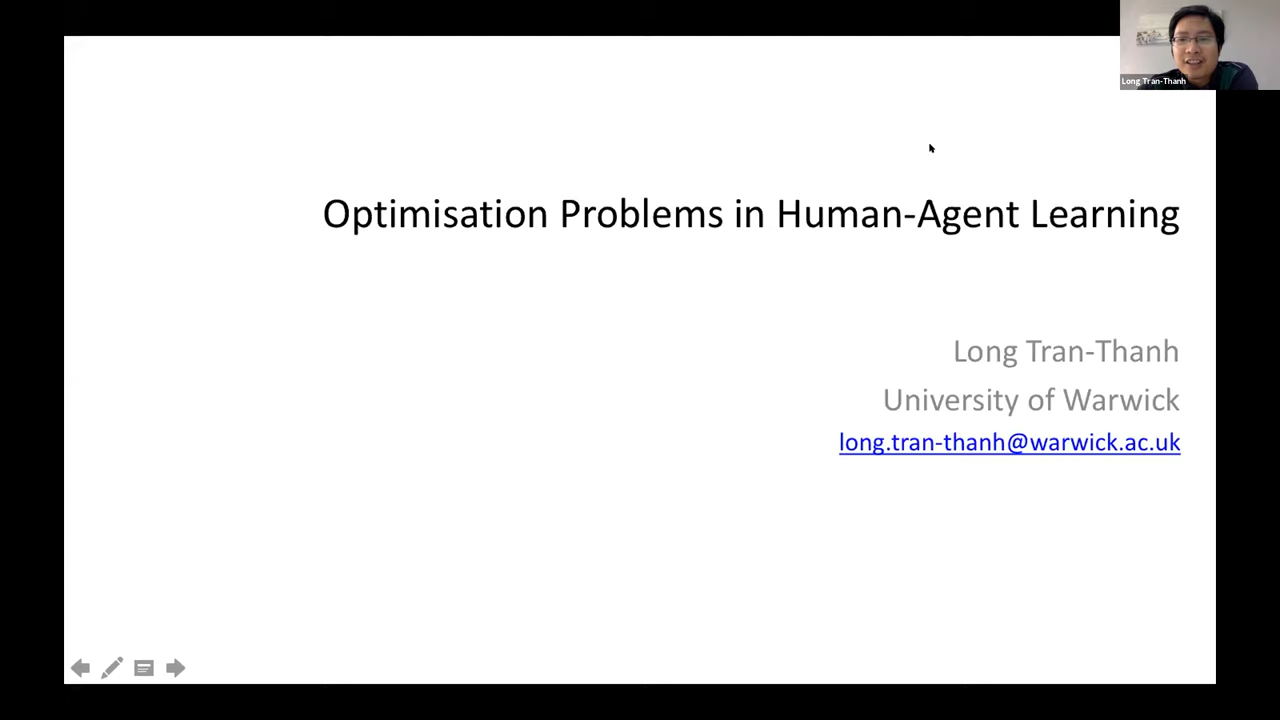 Long Tran-Thanh
Optimisation Problems in Human-Agent Learning
Long Tran-Thanh
University of Warwick
long.tran-thanh@warwick.ac.uk